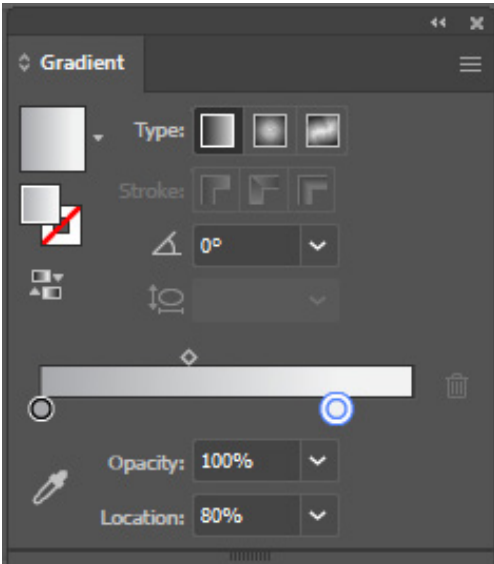 Gradient
Type:
Stroke:
0°
Opacity: 100%
Location: 80%